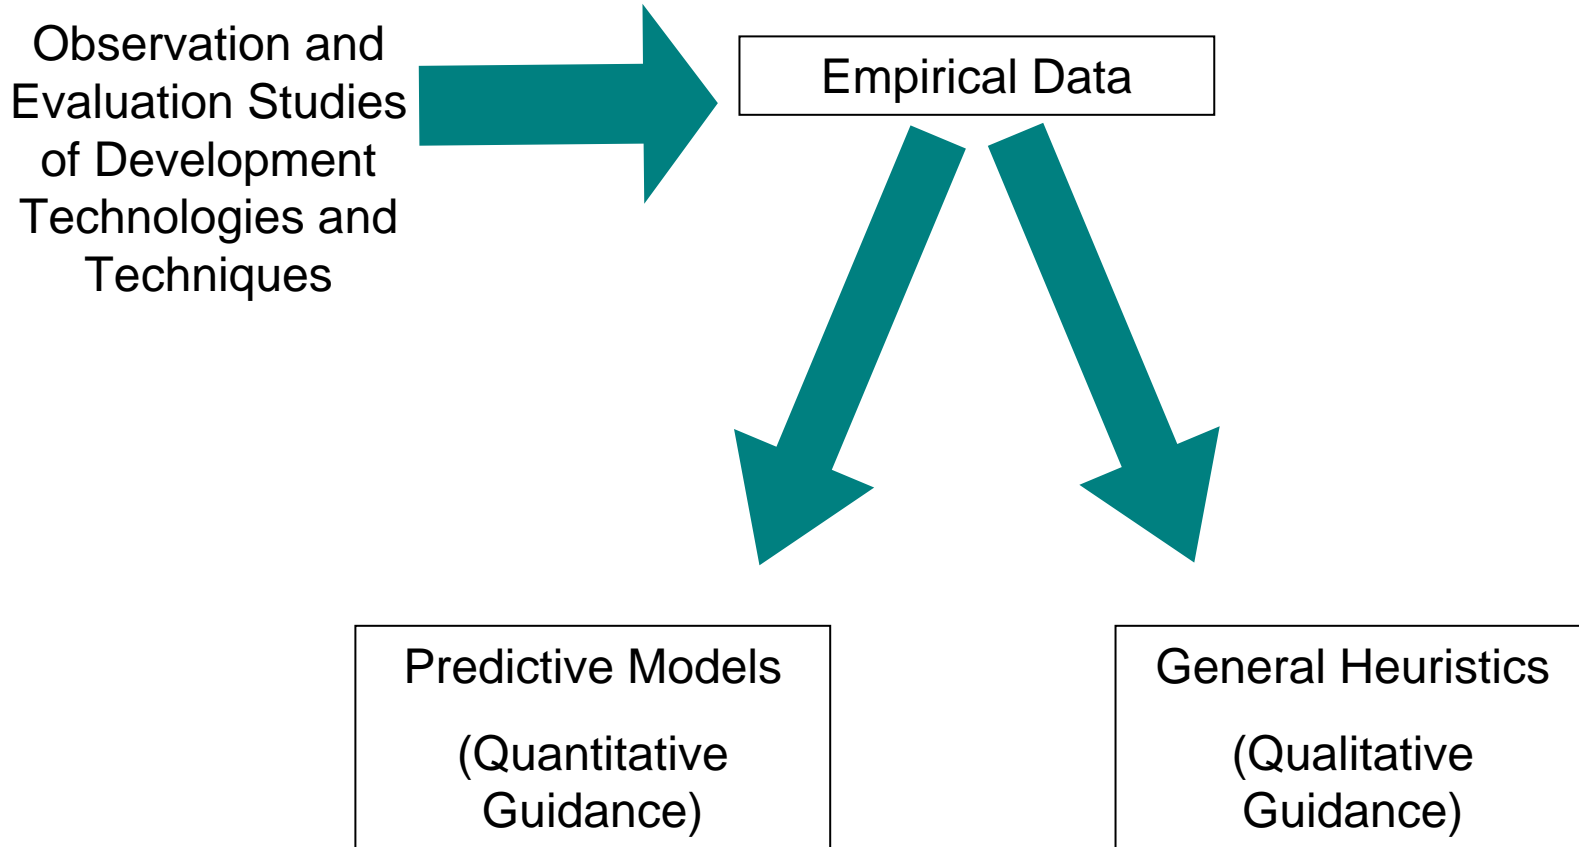 Observation and
Evaluation Studies
of Development
Technologies and
Techniques
Empirical Data
Predictive Models
(Quantitative
Guidance)
General Heuristics
(Qualitative
Guidance)